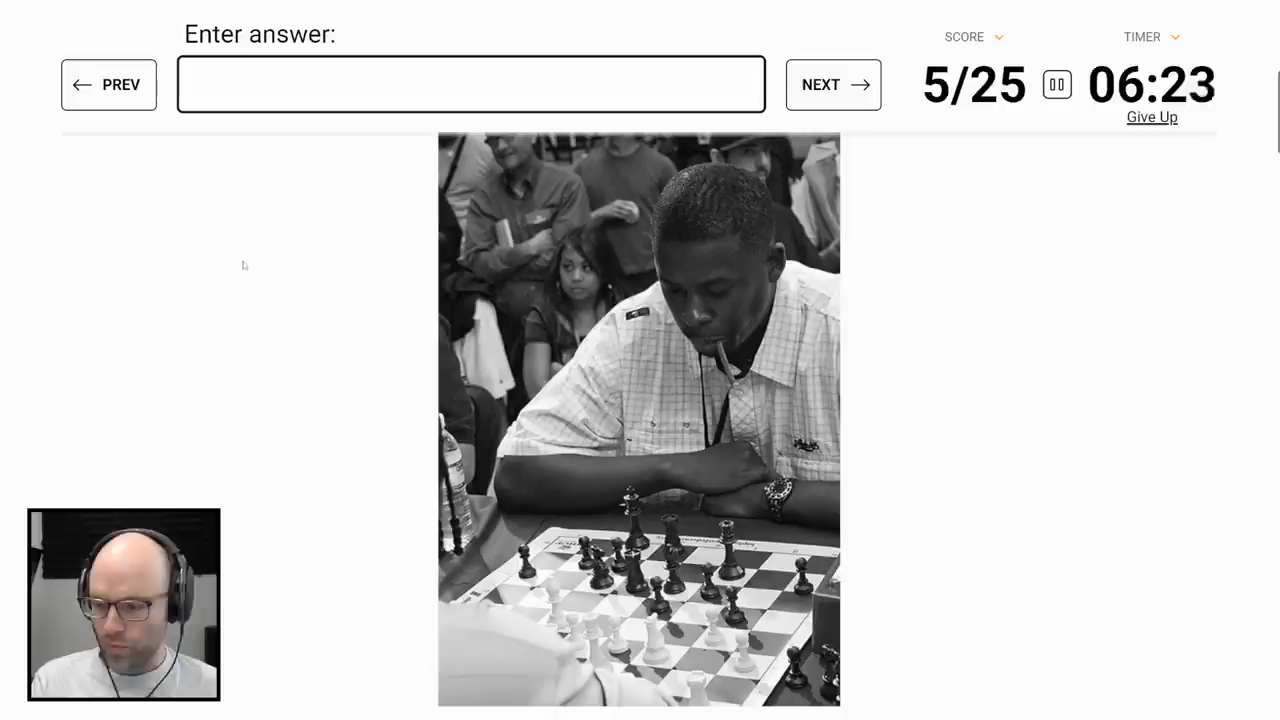 Enter answer:
SCORE
TIMER
← PREV
NEXT →
5/25
06:23
Give Up